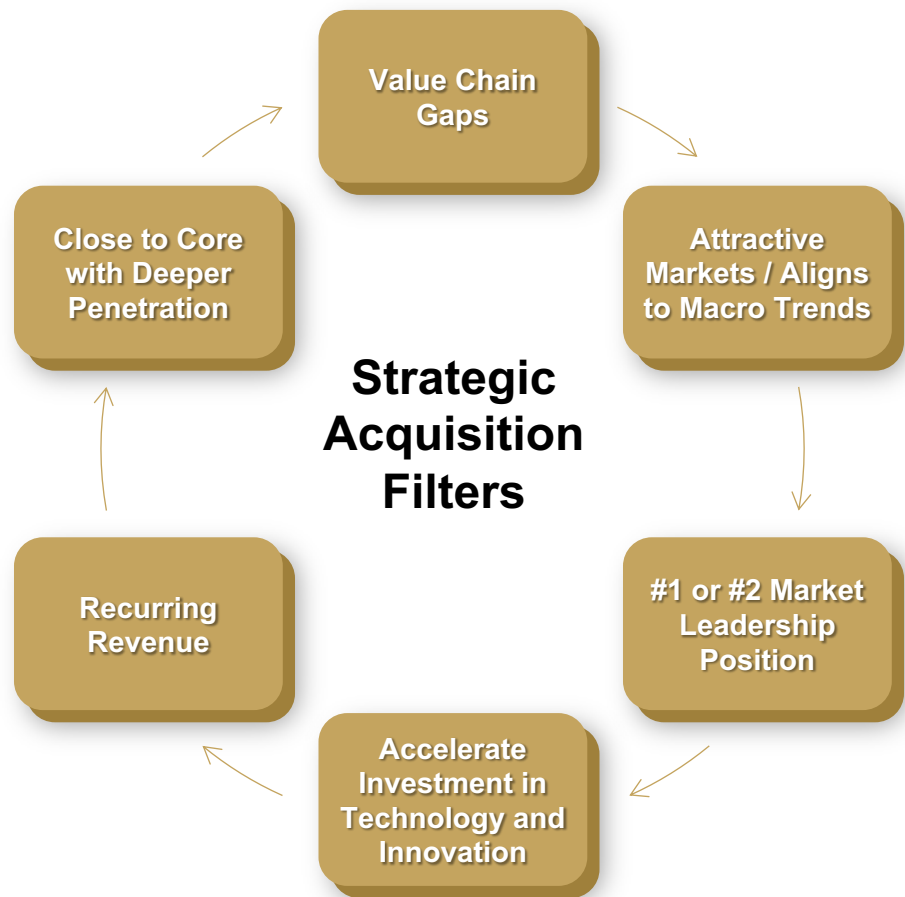 Value Chain
Gaps
Attractive
Markets / Aligns
to Macro Trends
#1 or #2 Market
Leadership
Position
Accelerate
Investment in
Technology and
Innovation
Recurring
Revenue
Close to Core
with Deeper
Penetration
Strategic
Acquisition
Filters